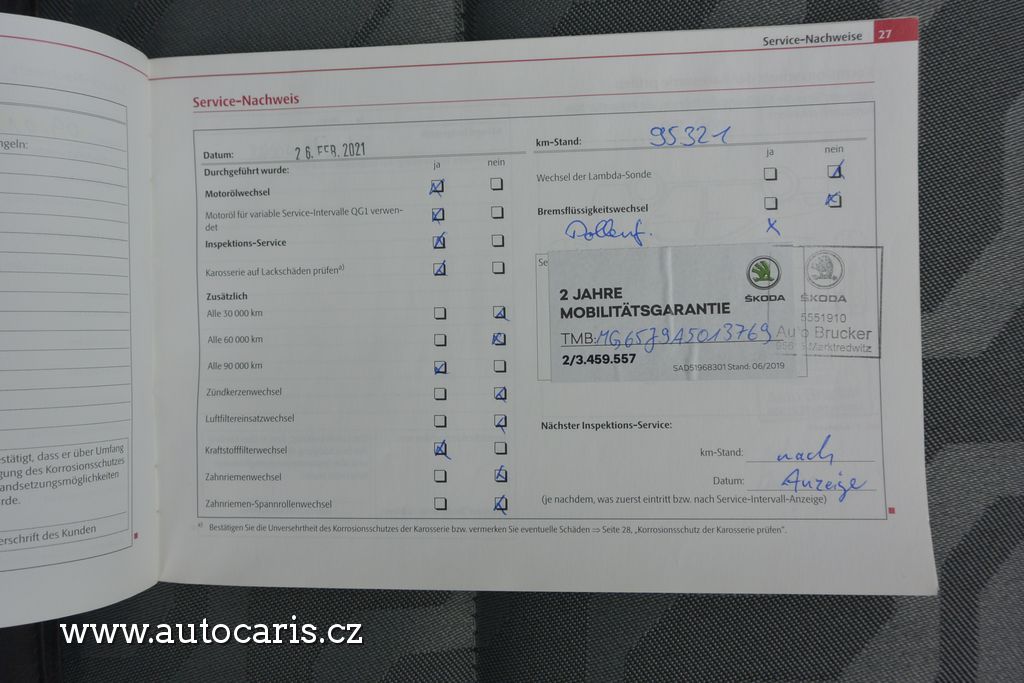 Service-Nachweise 27
Service-Nachweis
Datum: 26. FEB. 2021
ja nein
Durchgeführt wurde:
Motorölwechsel
Motoröl für variable Service-Intervalle QG1 verwen-
det
Inspektions-Service
Karosserie auf Lackschäden prüfen a)
Zusätzlich
Alle 30 000 km
Alle 60 000 km
Alle 90 000 km
Zündkerzenwechsel
Luftfiltereinsatzwechsel
Kraftstofffilterwechsel
Zahnriemenwechsel
Zahnriemen-Spannrollenwechsel
km-Stand: 95321
ja nein
Wechsel der Lambda-Sonde
Bremsflüssigkeitswechsel
Pollenf. x
Se
2 JAHRE
MOBILITÄTSGARANTIE
ŠKODA
TMB:MG65J9A5013769
2/3.459.557
SAD51968301 Stand: 06/2019
ŠKODA
5551910
Auto Brucker
Marktredwitz
Nächster Inspektions-Service:
km-Stand: nach
Datum: Anzeige
(je nachdem, was zuerst eintritt bzw. nach Service-Intervall-Anzeige)
a) Bestätigen Sie die Unversehrtheit des Korrosionsschutzes der Karosserie bzw. vermerken Sie eventuelle Schäden ⇒ Seite 28, „Korrosionsschutz der Karosserie prüfen".
ngeln:
stätigt, dass er über Umfang
gung des Korrosionsschutzes
andsetzungsmöglichkeiten
rde.
erschrift des Kunden
www.autocaris.cz